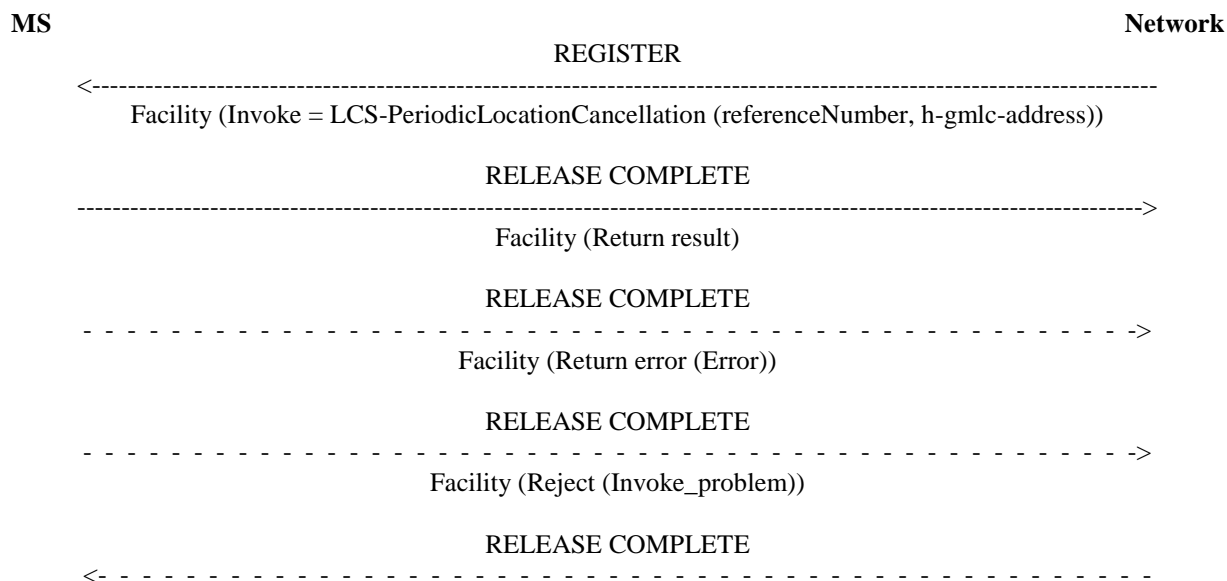 MS Network
REGISTER
<------------------------------------------------------------------------------------------------------------------------
Facility (Invoke = LCS-PeriodicLocationCancellation (referenceNumber, h-gmlc-address))
RELEASE COMPLETE
------------------------------------------------------------------------------------------------------------------------>
Facility (Return result)
RELEASE COMPLETE
- - - - - - - - - - - - - - - - - - - - - - - - - - - - - - - - - - - - - - - - - - - - - - - - ->
Facility (Return error (Error))
RELEASE COMPLETE
- - - - - - - - - - - - - - - - - - - - - - - - - - - - - - - - - - - - - - - - - - - - - - - - ->
Facility (Reject (Invoke_problem))
RELEASE COMPLETE
<- - - - - - - - - - - - - - - - - - - - - - - - - - - - - - - - - - - - - - - - - - - - - - - - -